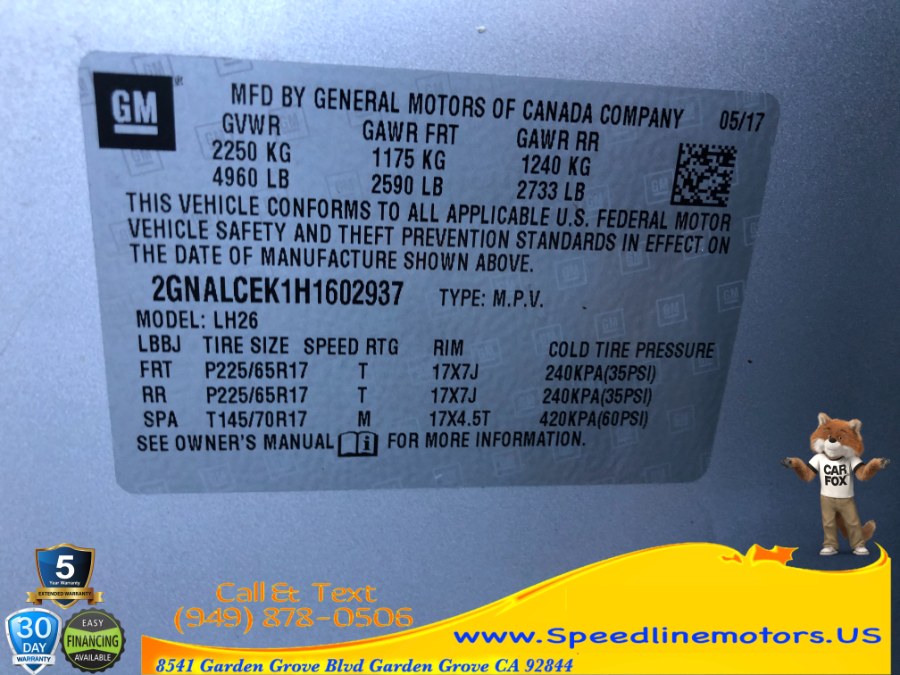 GM
MFD BY GENERAL MOTORS OF CANADA COMPANY 05/17
GVWR GAWR FRT GAWR RR
2250 KG 1175 KG 1240 KG
4960 LB 2590 LB 2733 LB
THIS VEHICLE CONFORMS TO ALL APPLICABLE U.S. FEDERAL MOTOR
VEHICLE SAFETY AND THEFT PREVENTION STANDARDS IN EFFECT ON
THE DATE OF MANUFACTURE SHOWN ABOVE.
2GNALCEK1H1602937 TYPE: M.P.V.
MODEL: LH26
LBBJ TIRE SIZE SPEED RTG RIM COLD TIRE PRESSURE
FRT P225/65R17 T 17X7J 240KPA(35PSI)
RR P225/65R17 T 17X7J 240KPA(35PSI)
SPA T145/70R17 M 17X4.5T 420KPA(60PSI)
SEE OWNER'S MANUAL i FOR MORE INFORMATION.
CAR
FOX
5
Year Warranty
EXTENDED WARRANTY
30
DAY
WARRANTY
EASY
FINANCING
AVAILABLE
Call & Text
(949) 878-0506
www.Speedlinemotors.US
8541 Garden Grove Blvd Garden Grove CA 92844